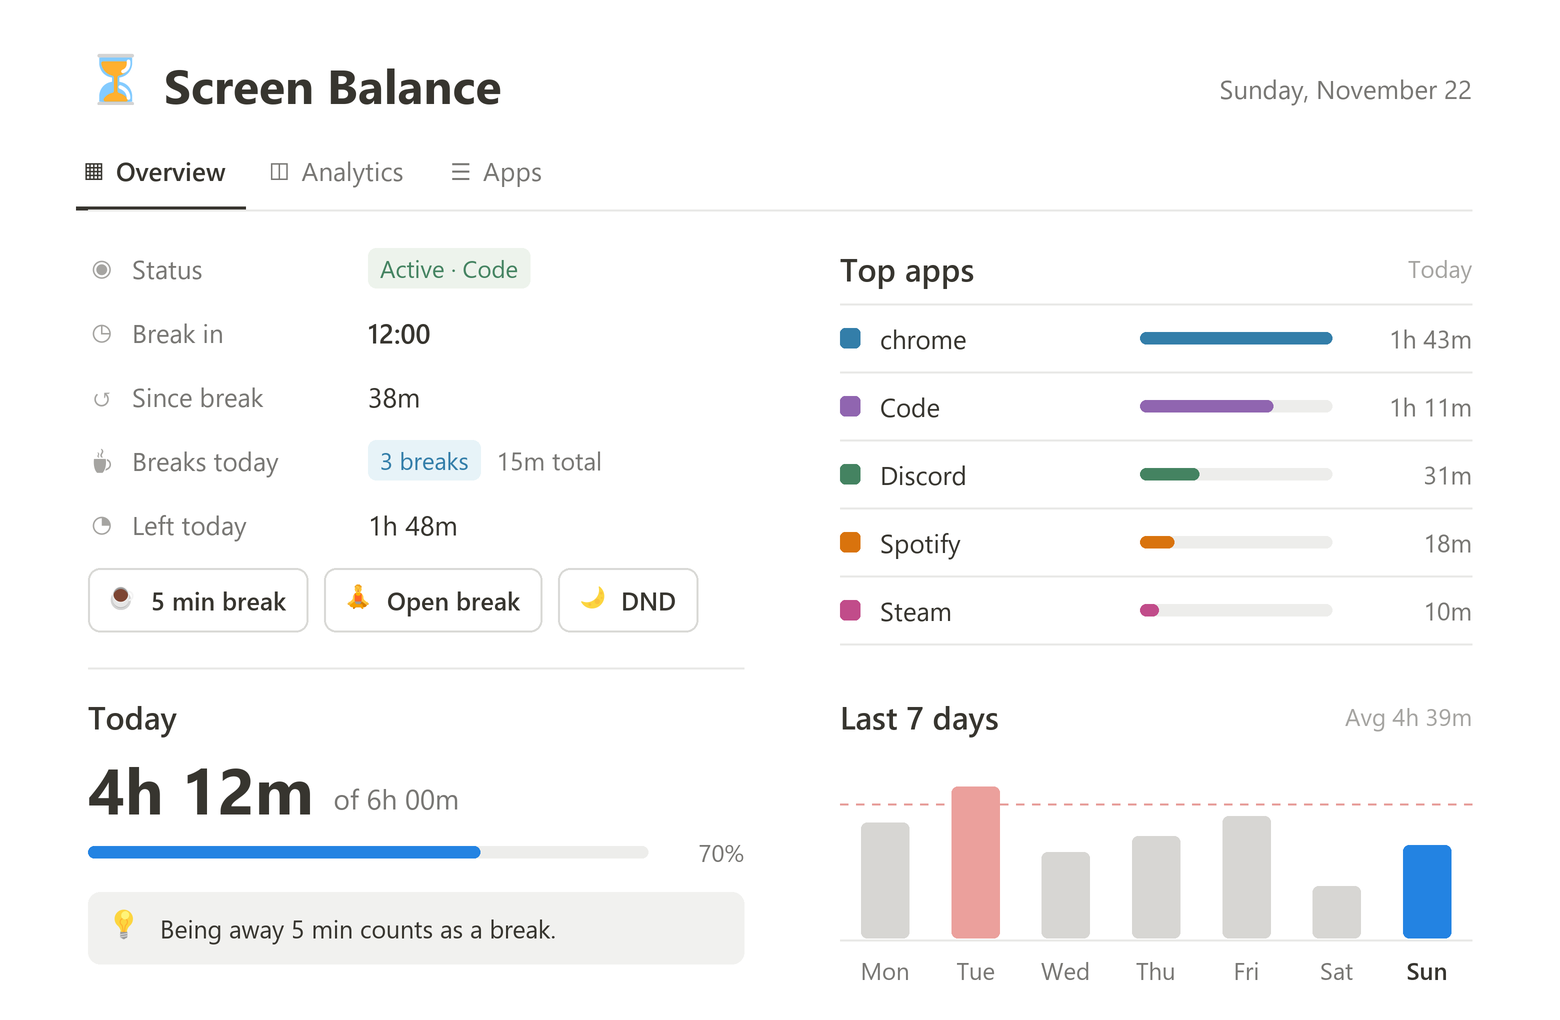 Screen Balance
Sunday, November 22
Overview
Analytics
Apps
Status
Active · Code
Break in
12:00
Since break
38m
Breaks today
3 breaks
15m total
Left today
1h 48m
5 min break
Open break
DND
Today
4h 12m of 6h 00m
70%
Being away 5 min counts as a break.
Top apps
Today
chrome
1h 43m
Code
1h 11m
Discord
31m
Spotify
18m
Steam
10m
Last 7 days
Avg 4h 39m
Mon
Tue
Wed
Thu
Fri
Sat
Sun